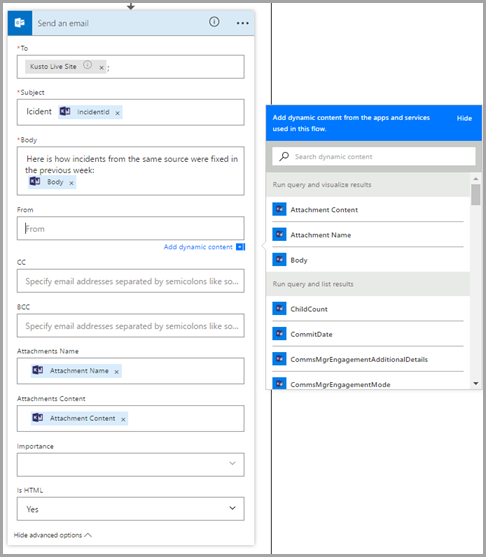 Send an email
*To
Kusto Live Site x ;
*Subject
Icident IncidentId x
*Body
Here is how incidents from the same source were fixed in
the previous week:
Body x
From
From
Add dynamic content
CC
Specify email addresses separated by semicolons like so...
BCC
Specify email addresses separated by semicolons like so...
Attachments Name
Attachment Name x
Attachments Content
Attachment Content x
Importance
Is HTML
Yes
Hide advanced options
Add dynamic content from the apps and services
used in this flow.
Hide
Search dynamic content
Run query and visualize results
Attachment Content
Attachment Name
Body
Run query and list results
ChildCount
CommitDate
CommsMgrEngagementAdditionalDetails
CommsMgrEngagementMode